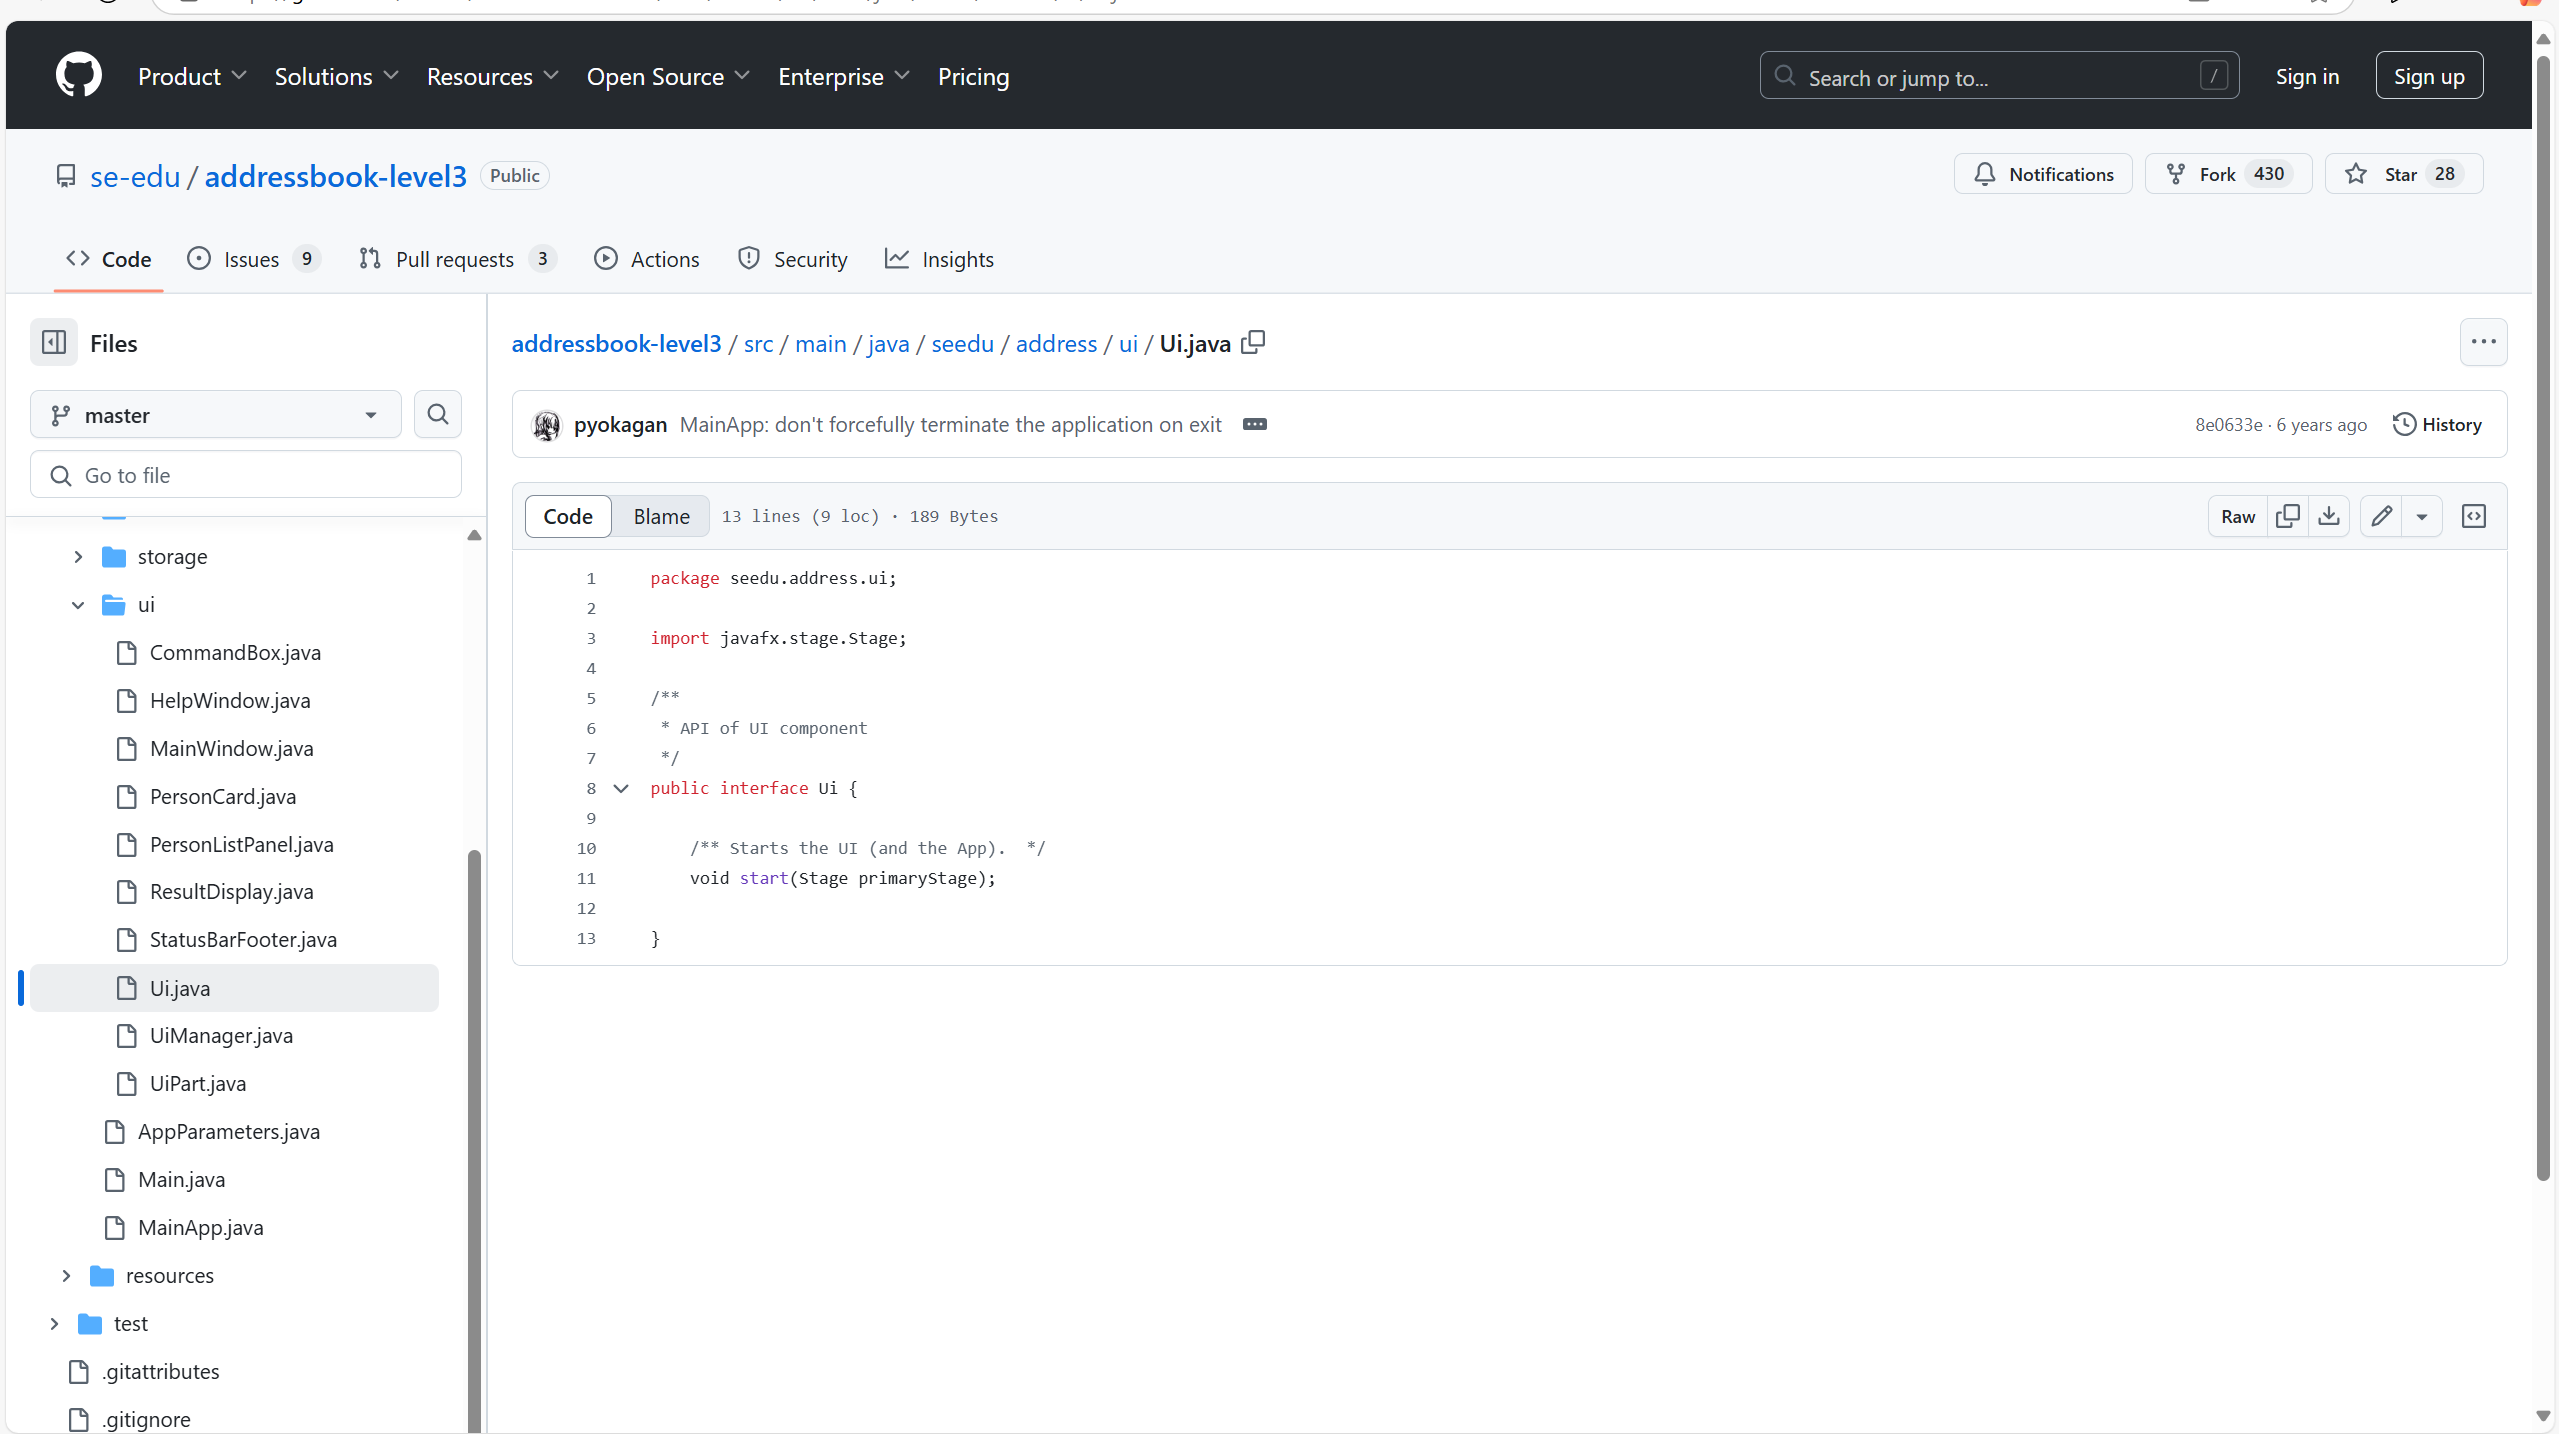 Product Solutions Resources Open Source Enterprise Pricing Search or jump to... / Sign in Sign up
se-edu / addressbook-level3 Public Notifications Fork 430 Star 28
Code Issues 9 Pull requests 3 Actions Security Insights
Files
master
Go to file
storage
ui
CommandBox.java
HelpWindow.java
MainWindow.java
PersonCard.java
PersonListPanel.java
ResultDisplay.java
StatusBarFooter.java
Ui.java
UiManager.java
UiPart.java
AppParameters.java
Main.java
MainApp.java
resources
test
.gitattributes
.gitignore
addressbook-level3 / src / main / java / seedu / address / ui / Ui.java
pyokagan MainApp: don't forcefully terminate the application on exit 8e0633e · 6 years ago History
Code Blame 13 lines (9 loc) · 189 Bytes Raw
1 package seedu.address.ui;
2
3 import javafx.stage.Stage;
4
5 /**
6 * API of UI component
7 */
8 public interface Ui {
9
10 /** Starts the UI (and the App).  */
11 void start(Stage primaryStage);
12
13 }